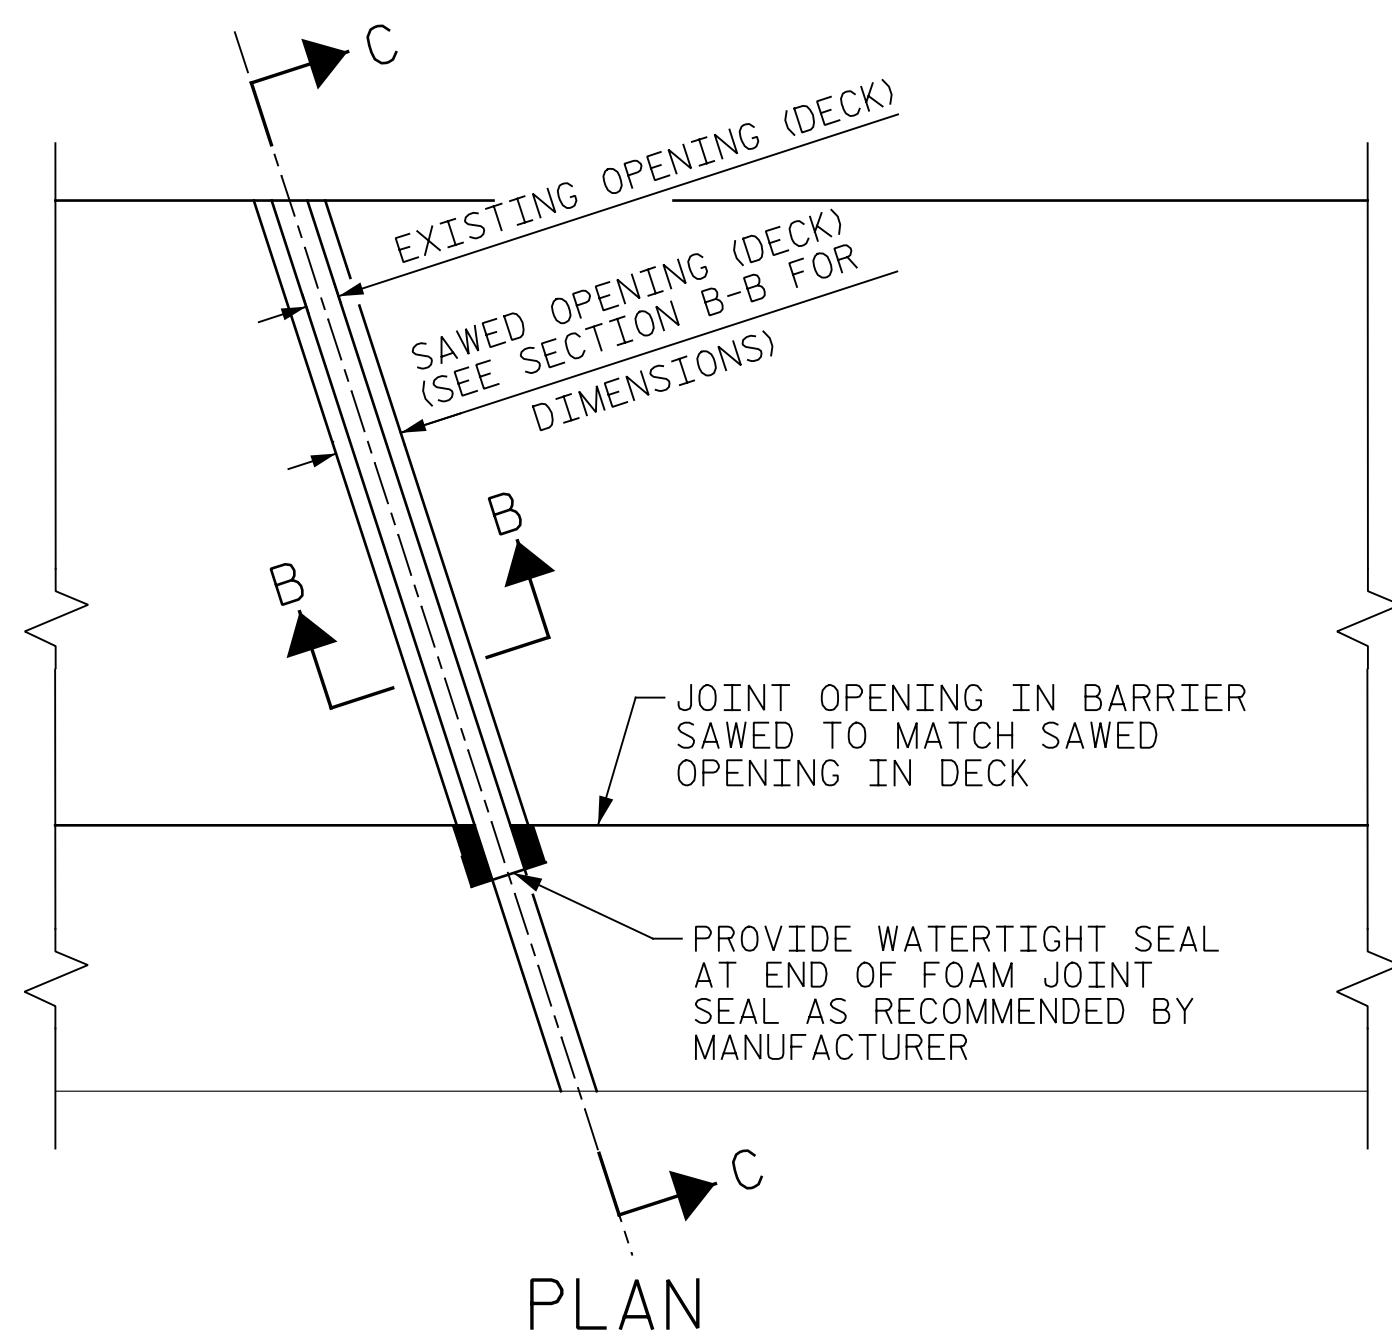 C
EXISTING OPENING (DECK)
SAWED OPENING (DECK)
(SEE SECTION B-B FOR
DIMENSIONS)
B
B
JOINT OPENING IN BARRIER
SAWED TO MATCH SAWED
OPENING IN DECK
PROVIDE WATERTIGHT SEAL
AT END OF FOAM JOINT
SEAL AS RECOMMENDED BY
MANUFACTURER
C
PLAN